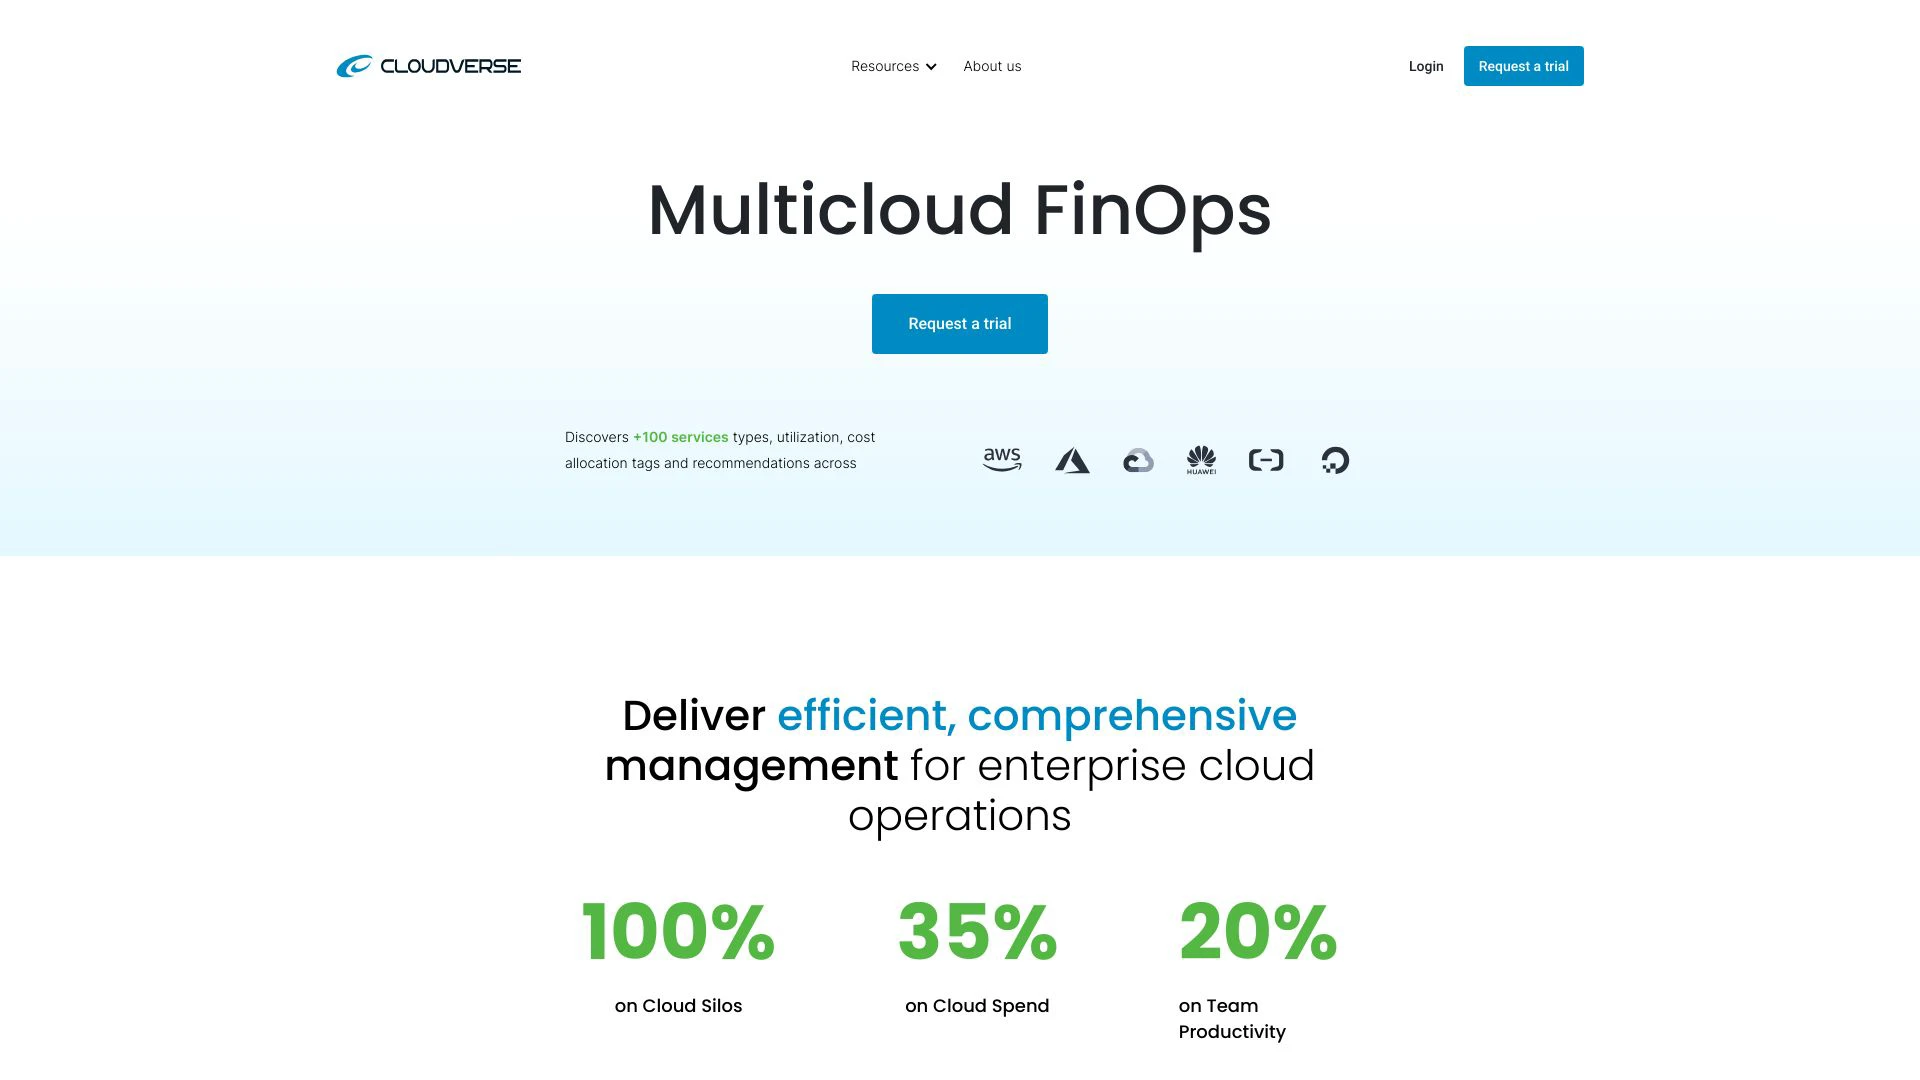 CLOUDVERSE
Resources
About us
Login
Request a trial
Multicloud FinOps
Request a trial
Discovers +100 services types, utilization, cost
allocation tags and recommendations across
aws
HUAWEI
Deliver efficient, comprehensive
management for enterprise cloud
operations
100%
on Cloud Silos
35%
on Cloud Spend
20%
on Team
Productivity